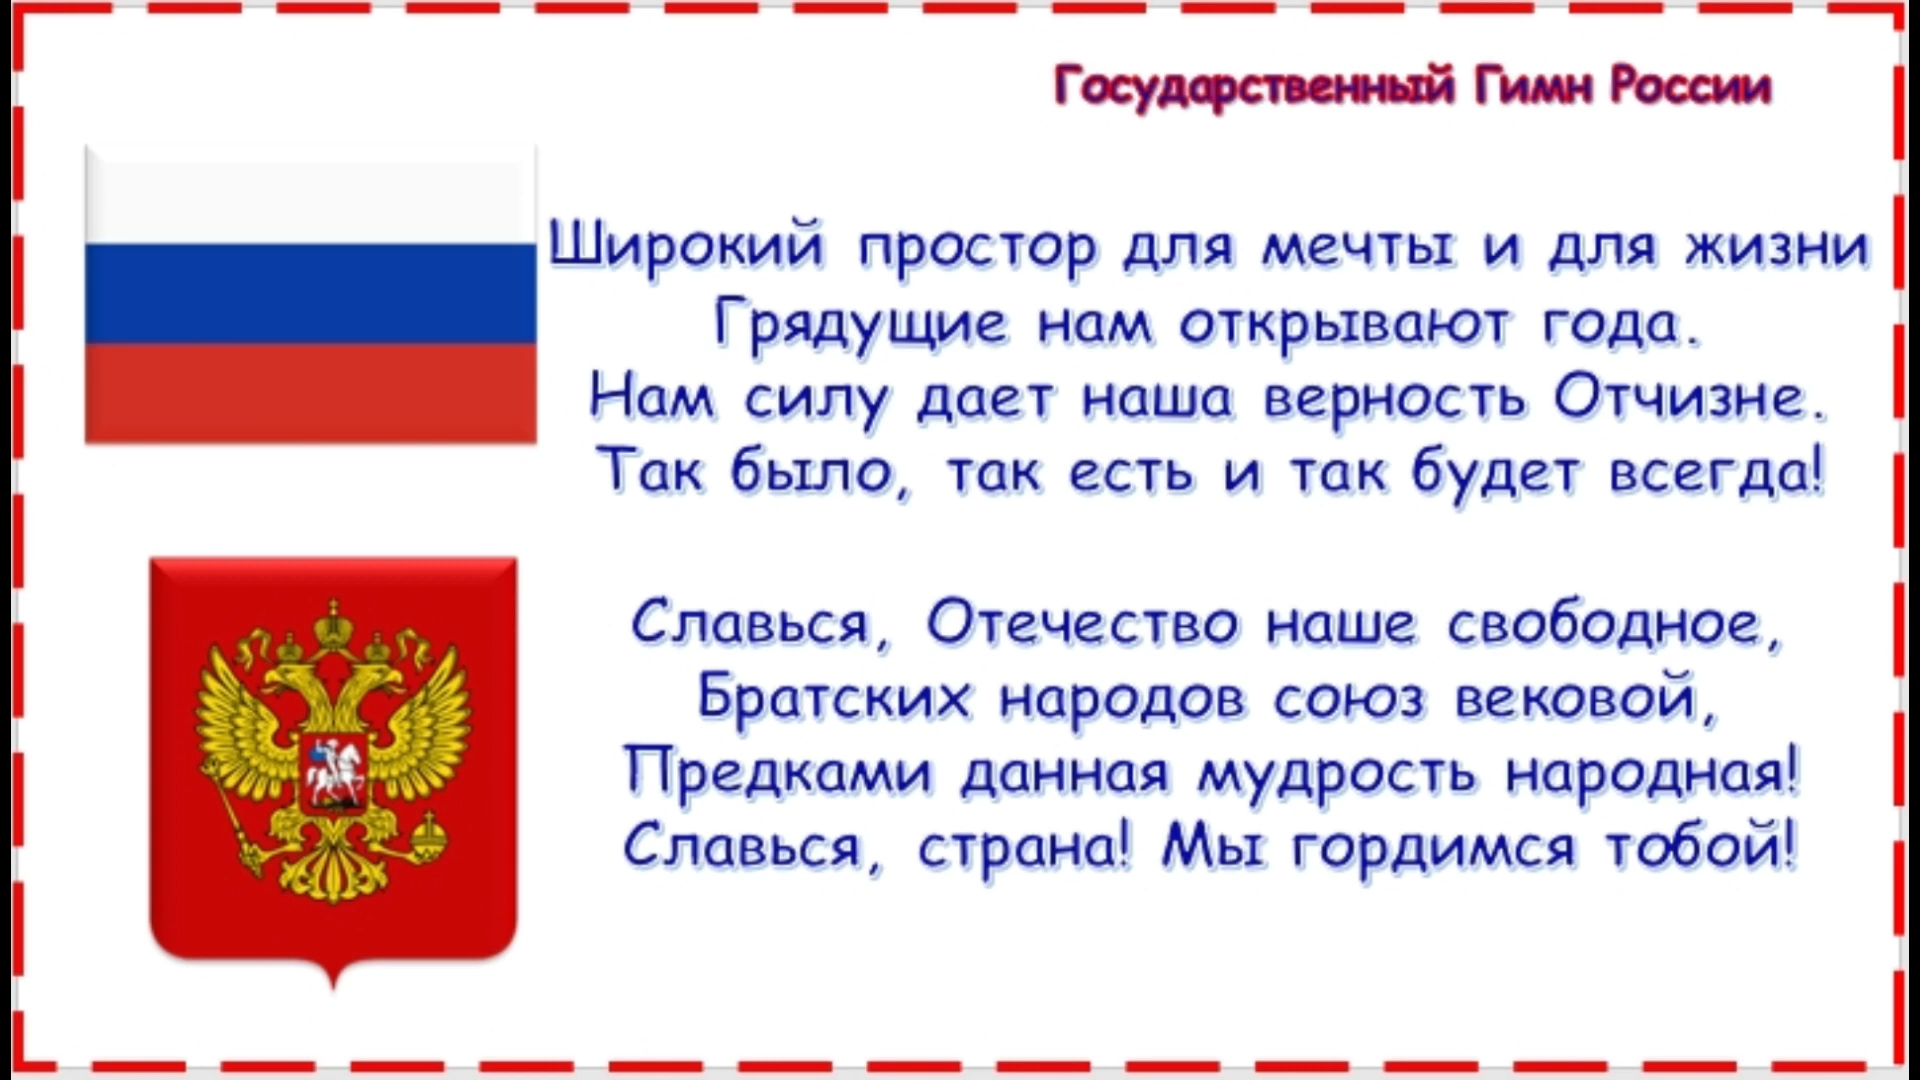 Государственный Гимн России
Широкий простор для мечты и для жизни
Грядущие нам открывают года.
Нам силу дает наша верность Отчизне.
Так было, так есть и так будет всегда!
Славься, Отечество наше свободное,
Братских народов союз вековой,
Предками данная мудрость народная!
Славься, страна! Мы гордимся тобой!